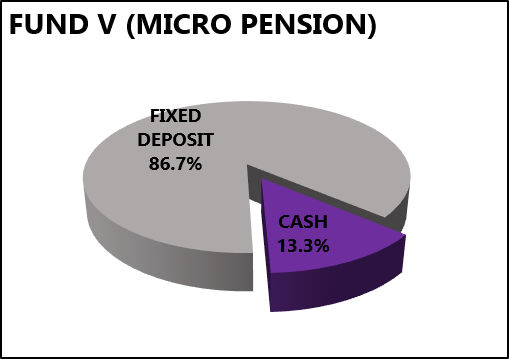 FUND V (MICRO PENSION)
FIXED
DEPOSIT
86.7%
CASH
13.3%